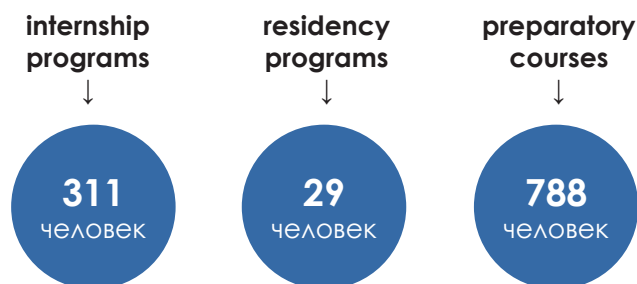 internship
programs
↓
311
человек
residency
programs
↓
29
человек
preparatory
courses
↓
788
человек